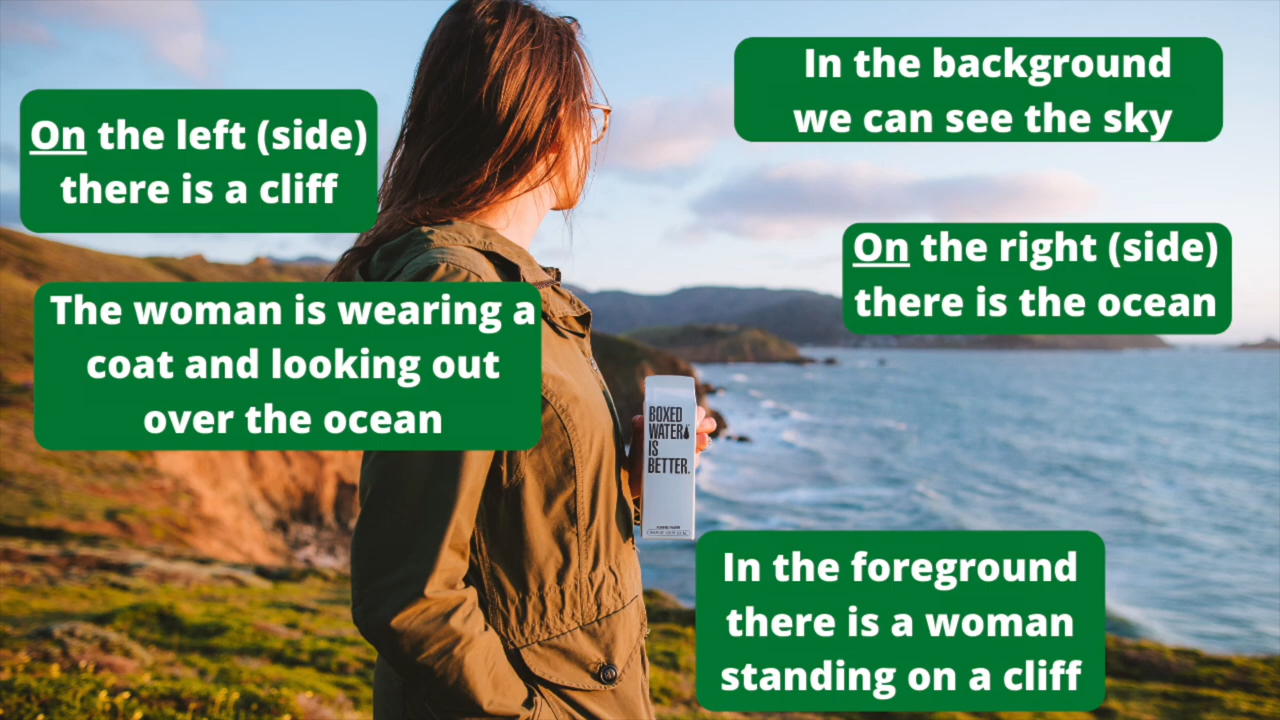 In the background
we can see the sky
On the left (side)
there is a cliff
On the right (side)
there is the ocean
The woman is wearing a
coat and looking out
over the ocean
BOXED
WATER
IS
BETTER.
In the foreground
there is a woman
standing on a cliff